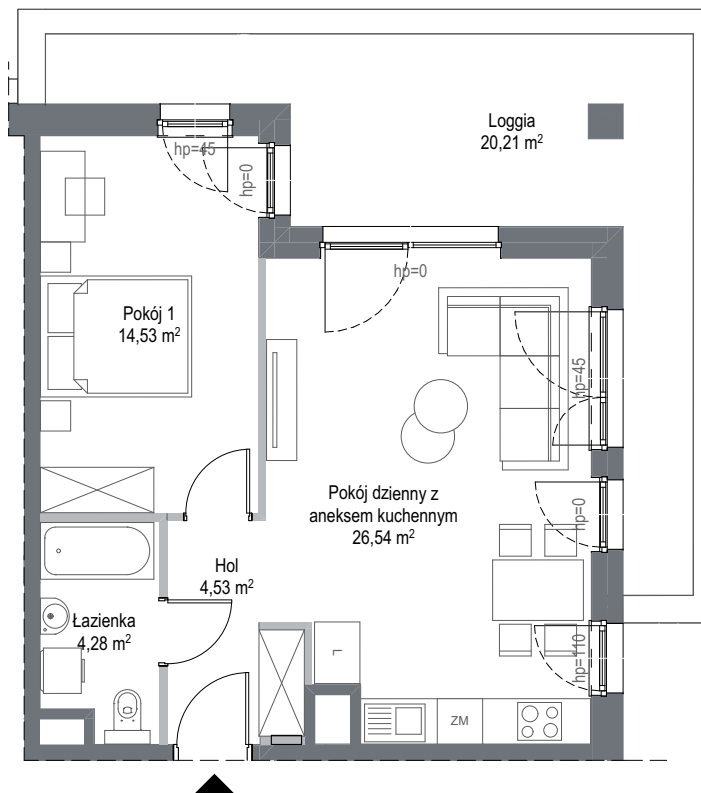 Loggia
20,21 m²
hp=45
hp=0
hp=0
Pokój 1
14,53 m²
hp=45
Pokój dzienny z
aneksem kuchennym
26,54 m²
hp=0
Hol
4,53 m²
Łazienka
4,28 m²
hp=110
L
ZM